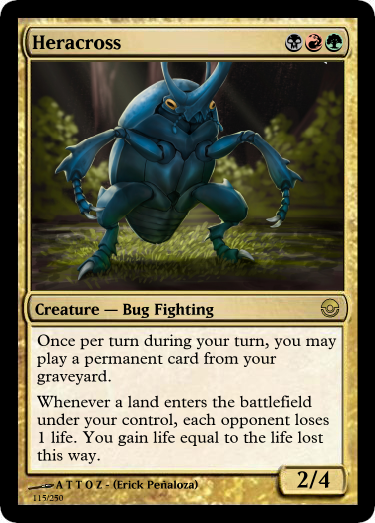 Heracross
Creature — Bug Fighting
Once per turn during your turn, you may
play a permanent card from your
graveyard.
Whenever a land enters the battlefield
under your control, each opponent loses
1 life. You gain life equal to the life lost
this way.
2/4
A T T O Z - (Erick Peñaloza)
115/250